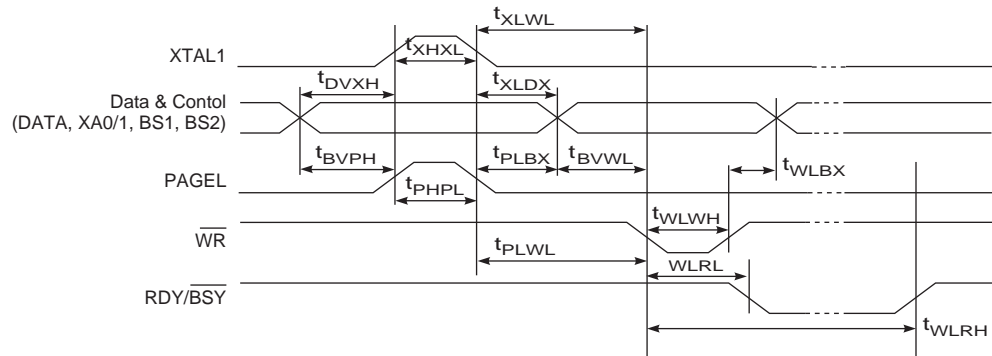 tXLWL
XTAL1
tXHXL
tDVXH
tXLDX
Data & Contol
(DATA, XA0/1, BS1, BS2)
tBVPH
tPLBX
tBVWL
tWLBX
PAGEL
tPHPL
tWLWH
WR
tPLWL
WLRL
RDY/BSY
tWLRH